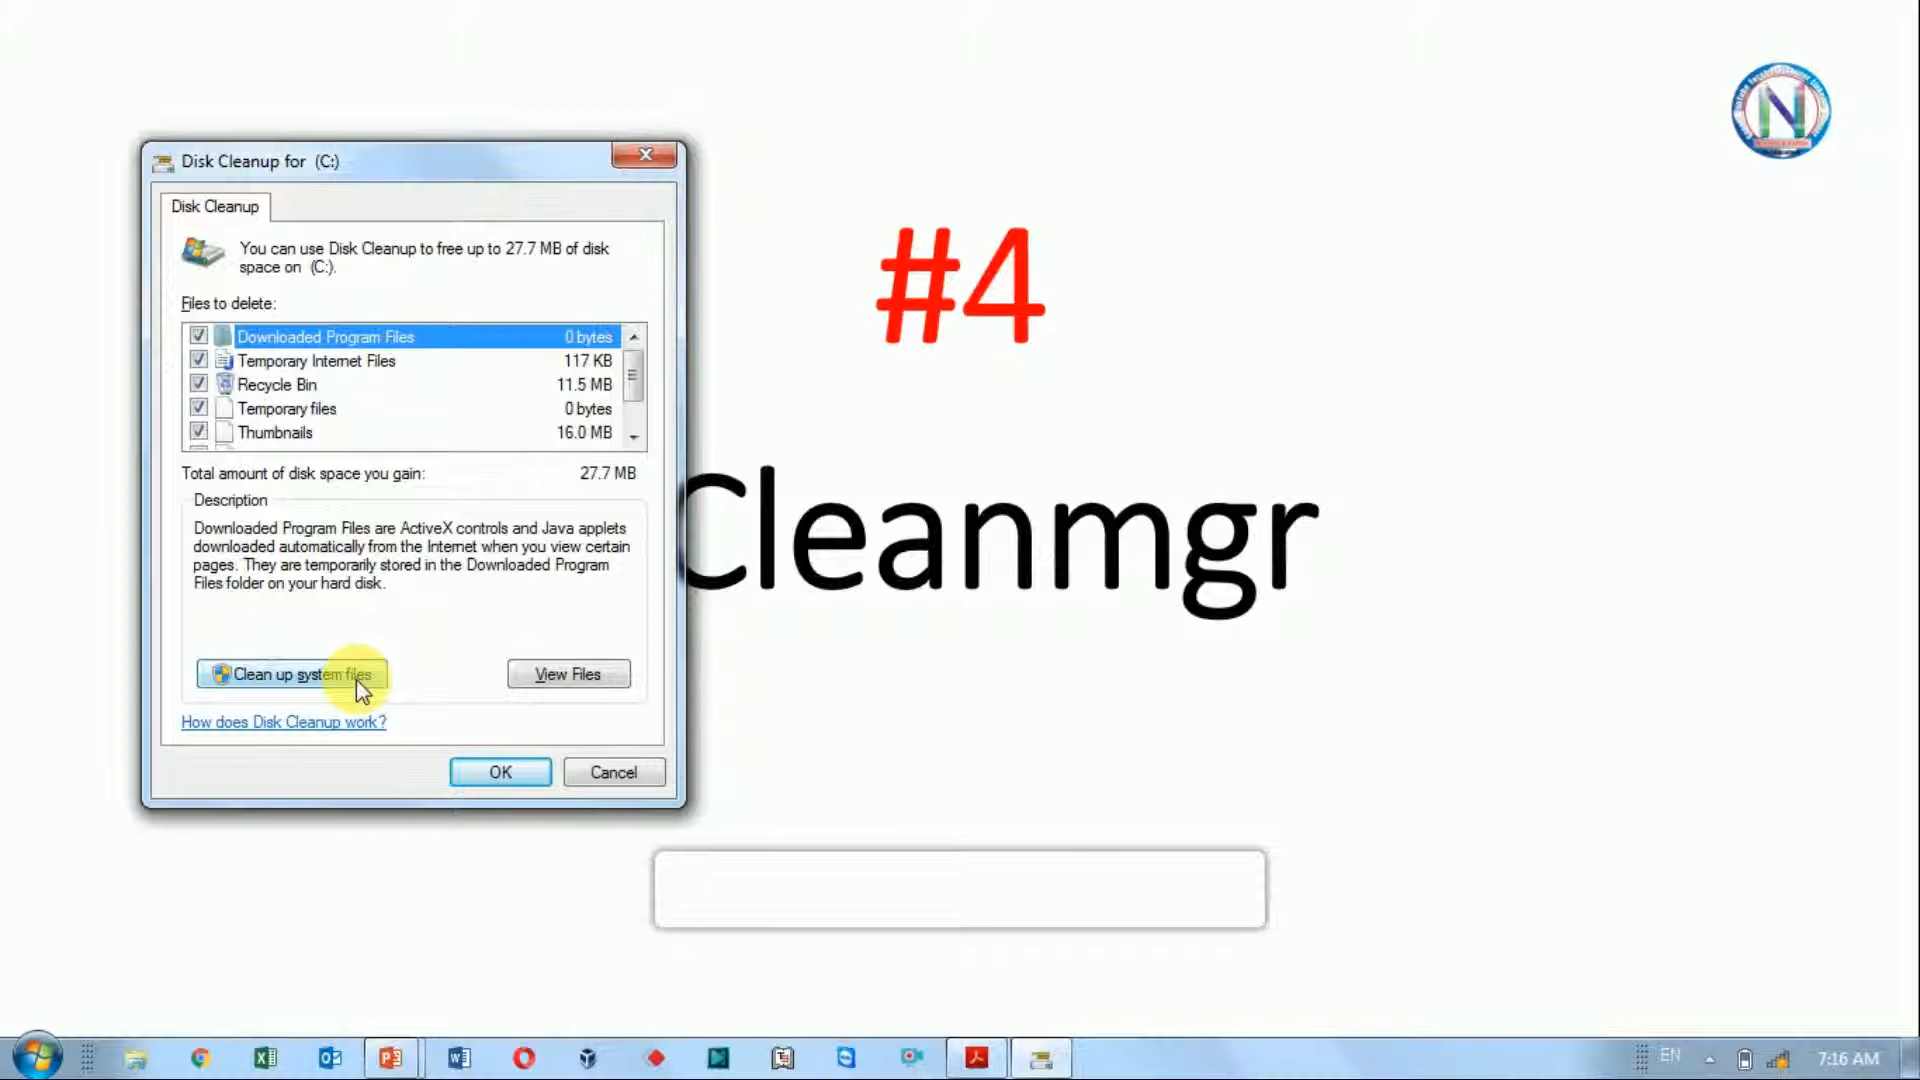 Disk Cleanup for (C:)
Disk Cleanup
You can use Disk Cleanup to free up to 27.7 MB of disk
space on (C:).
Files to delete:
Downloaded Program Files 0 bytes
Temporary Internet Files 117 KB
Recycle Bin 11.5 MB
Temporary files 0 bytes
Thumbnails 16.0 MB
Total amount of disk space you gain: 27.7 MB
Description
Downloaded Program Files are ActiveX controls and Java applets
downloaded automatically from the Internet when you view certain
pages. They are temporarily stored in the Downloaded Program
Files folder on your hard disk.
Clean up system files
View Files
How does Disk Cleanup work?
OK
Cancel
#4
Cleanmgr
N
EN
7:16 AM